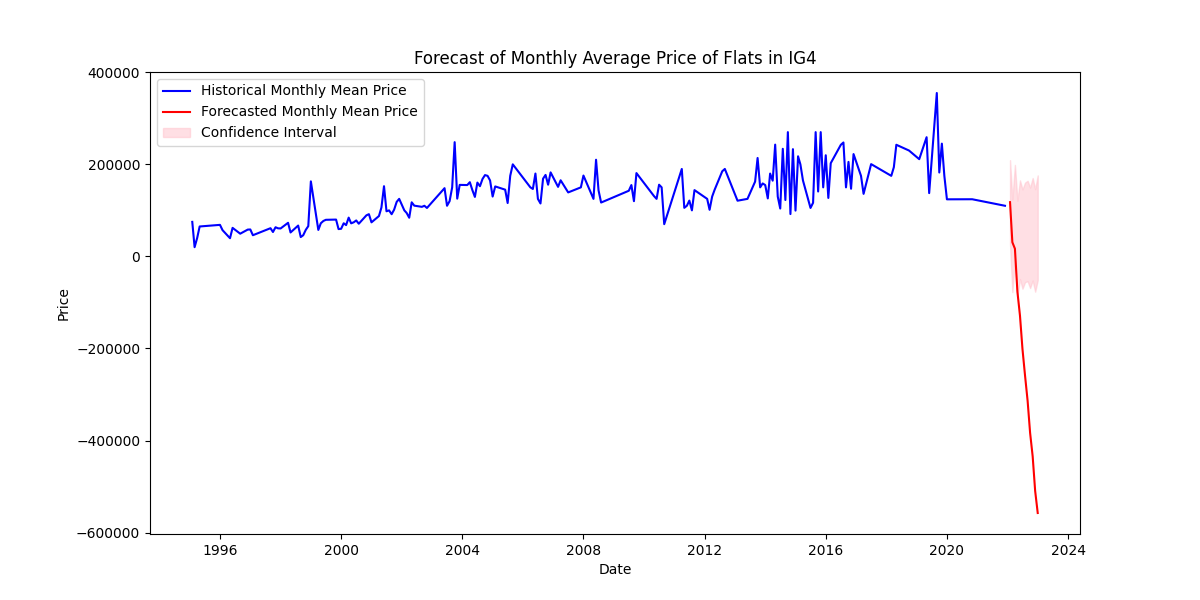 Forecast of Monthly Average Price of Flats in IG4
400000
200000
0
−200000
−400000
−600000
Price
Historical Monthly Mean Price
Forecasted Monthly Mean Price
Confidence Interval
1996 2000 2004 2008 2012 2016 2020 2024
Date